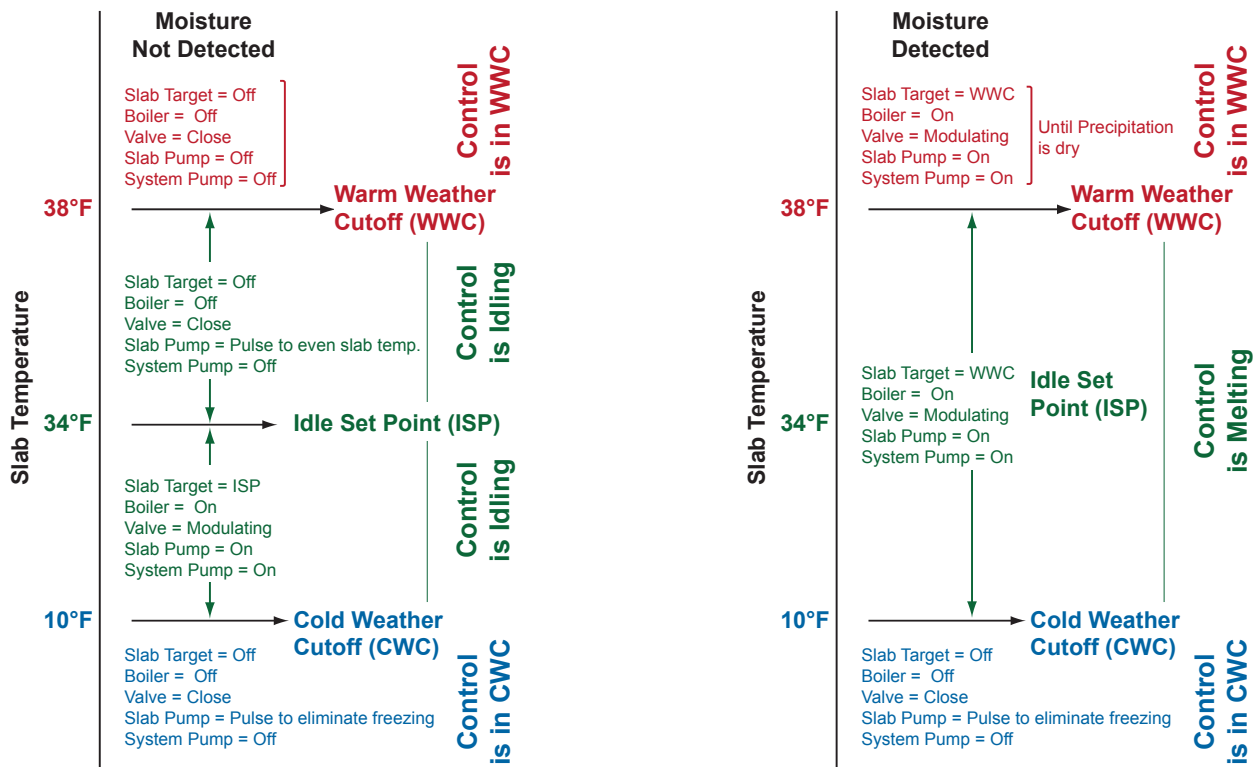 Moisture
Not Detected
Slab Target = Off
Boiler = Off
Valve = Close
Slab Pump = Off
System Pump = Off
Control
is in WWC
38°F
Warm Weather
Cutoff (WWC)
Slab Target = Off
Boiler = Off
Valve = Close
Slab Pump = Pulse to even slab temp.
System Pump = Off
Control
is Idling
Slab Temperature
34°F
Idle Set Point (ISP)
Slab Target = ISP
Boiler = On
Valve = Modulating
Slab Pump = On
System Pump = On
Control
is Idling
10°F
Cold Weather
Cutoff (CWC)
Slab Target = Off
Boiler = Off
Valve = Close
Slab Pump = Pulse to eliminate freezing
System Pump = Off
Control
is in CWC
Moisture
Detected
Slab Target = WWC
Boiler = On
Valve = Modulating
Slab Pump = On
System Pump = On
Until Precipitation
is dry
Control
is in WWC
38°F
Warm Weather
Cutoff (WWC)
Slab Temperature
Slab Target = WWC
Boiler = On
Valve = Modulating
Slab Pump = On
System Pump = On
Idle Set
Point (ISP)
34°F
Control
is Melting
10°F
Cold Weather
Cutoff (CWC)
Slab Target = Off
Boiler = Off
Valve = Close
Slab Pump = Pulse to eliminate freezing
System Pump = Off
Control
is in CWC